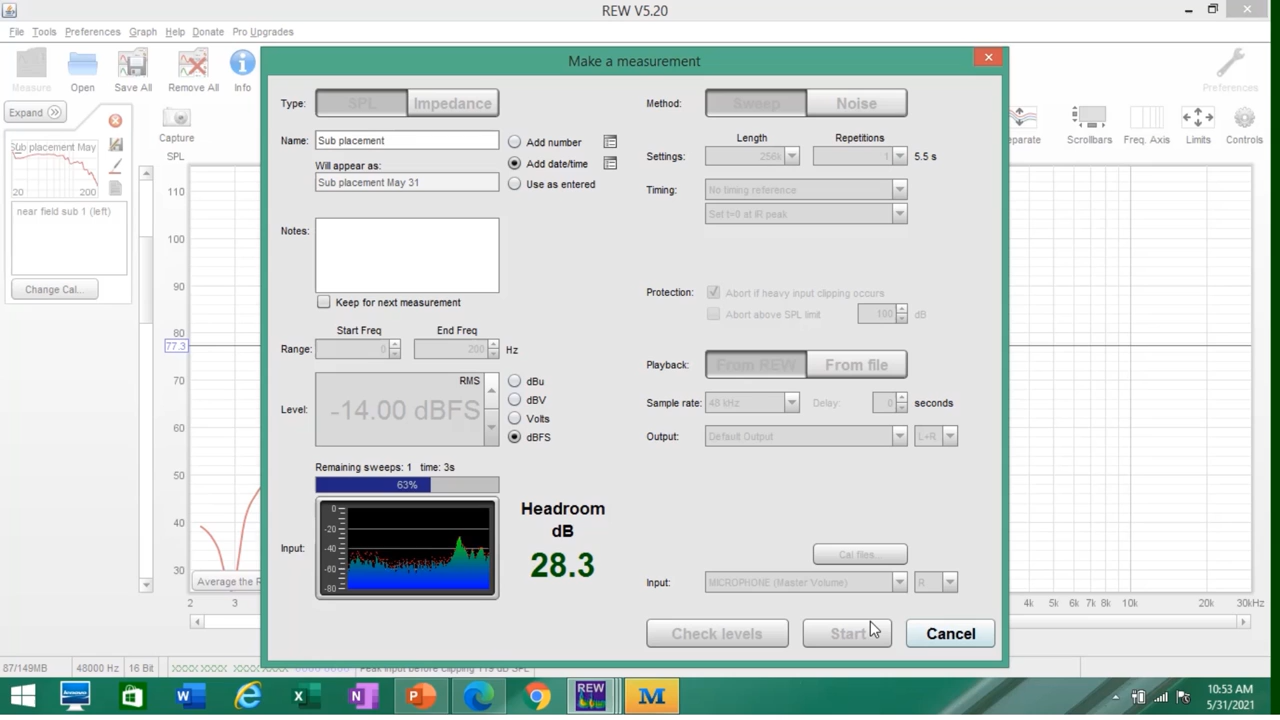 REW V5.20
File Tools Preferences Graph Help Donate Pro Upgrades
Make a measurement
Measure Open Save All Remove All Info
Preferences
Expand
Capture
SPL
Sub placement May
20 200
near field sub 1 (left)
Change Cal...
Type: SPL Impedance
Name: Sub placement
Add number
Will appear as:
Add date/time
Sub placement May 31
Use as entered
Notes:
Keep for next measurement
Start Freq End Freq
Range: 0 200 Hz
Level: -14.00 dBFS RMS
dBu
dBV
Volts
dBFS
Remaining sweeps: 1 time: 3s
63%
Input:
0
-20
-40
-60
-80
Headroom
dB
28.3
Method: Sweep Noise
Length Repetitions
Settings: 256k 1 5.5 s
Timing: No timing reference
Set t=0 at IR peak
Protection: Abort if heavy input clipping occurs
Abort above SPL limit 100 dB
Playback: From REW From file
Sample rate: 48 kHz Delay: 0 seconds
Output: Default Output L+R
Cal files...
Input: MICROPHONE (Master Volume) R
Check levels Start Cancel
parate Scrollbars Freq. Axis Limits Controls
110
100
90
80
77.3
70
60
50
40
30
Average the R
2 3
4k 5k 6k 7k 8k 10k 20k 30kHz
87/149MB 48000 Hz 16 Bit
Peak input before clipping 119 dB SPL
10:53 AM
5/31/2021